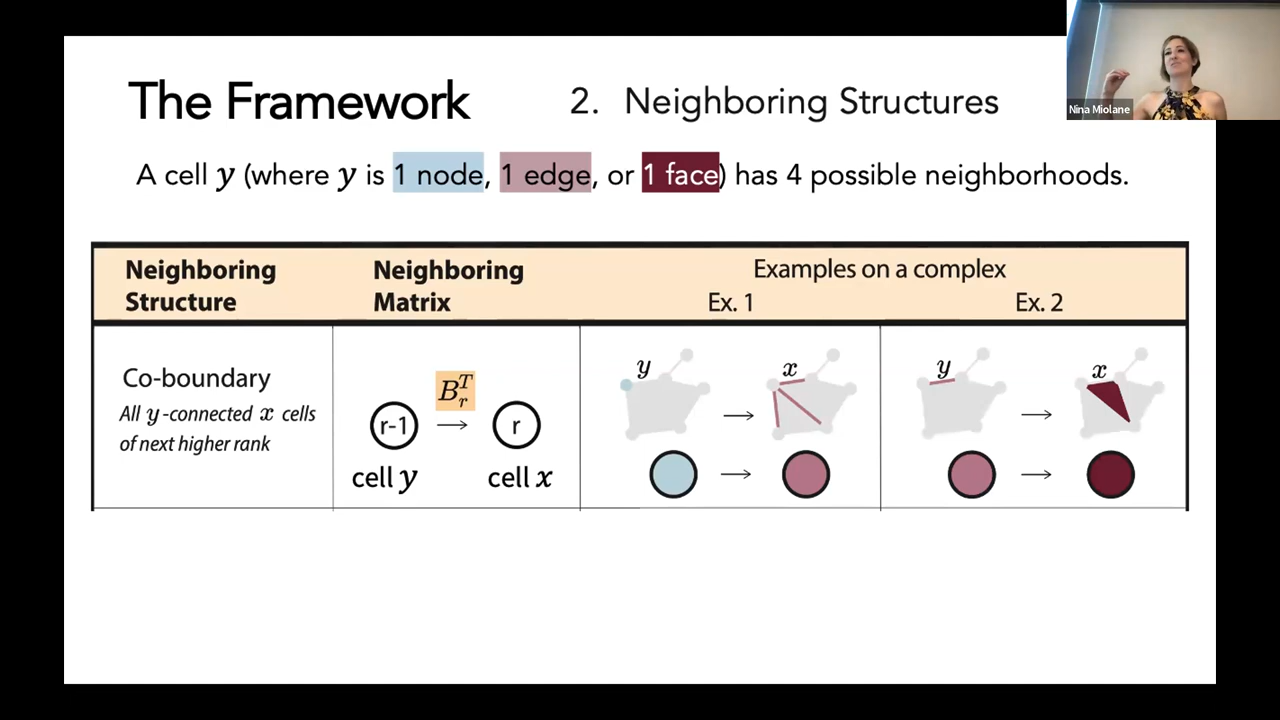 The Framework
2. Neighboring Structures
Nina Miolane
A cell y (where y is 1 node, 1 edge, or 1 face) has 4 possible neighborhoods.
Neighboring Structure
Neighboring Matrix
Examples on a complex
Ex. 1
Ex. 2
Co-boundary
All y-connected x cells
of next higher rank
B_r^T
r-1
r
cell y
cell x
y
x
y
x